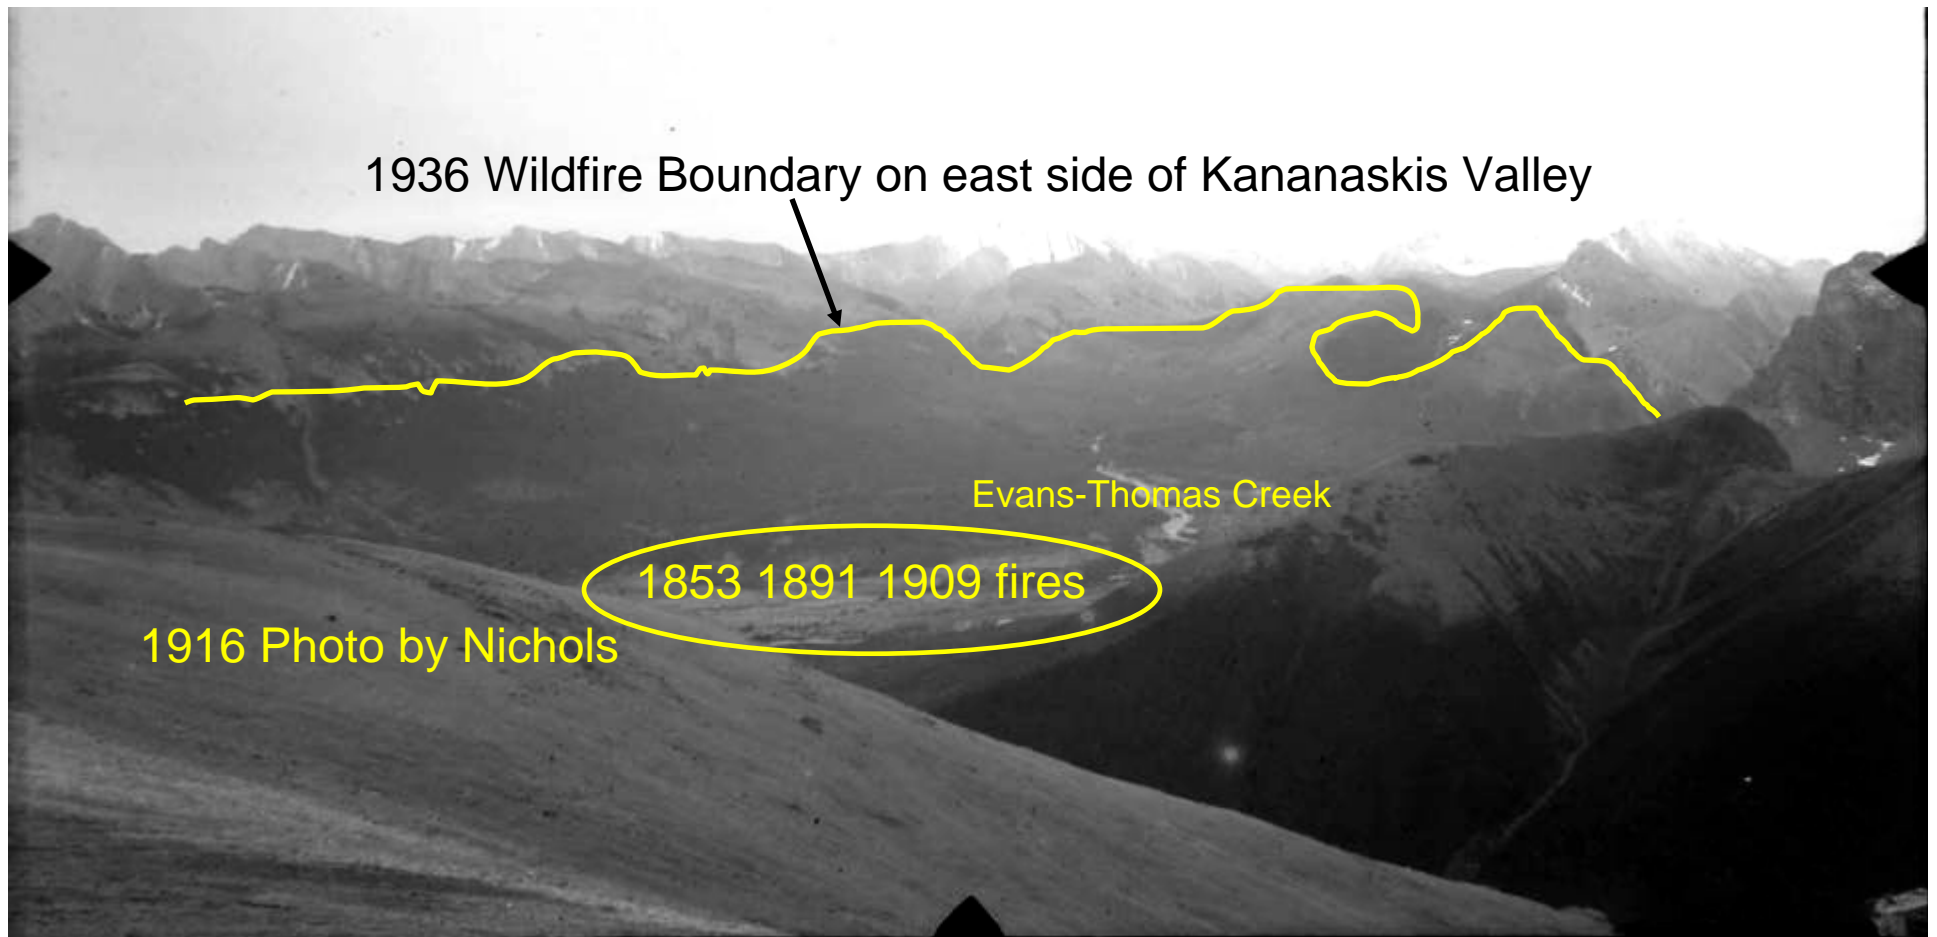 1936 Wildfire Boundary on east side of Kananaskis Valley
Evans-Thomas Creek
1853 1891 1909 fires
1916 Photo by Nichols